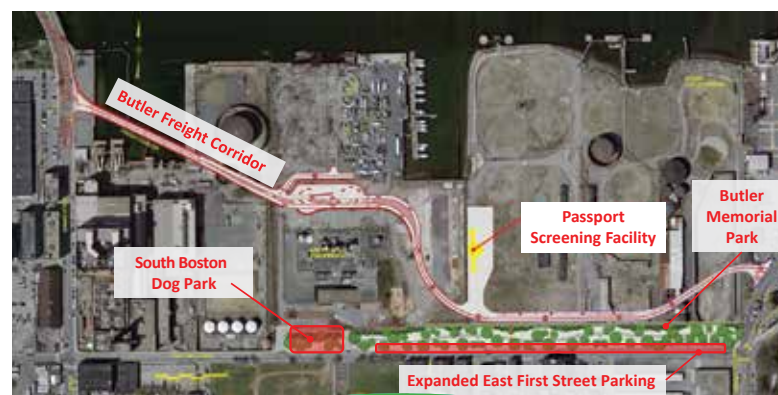 Butler Freight Corridor
Butler
Memorial
Park
Passport
Screening Facility
South Boston
Dog Park
Expanded East First Street Parking